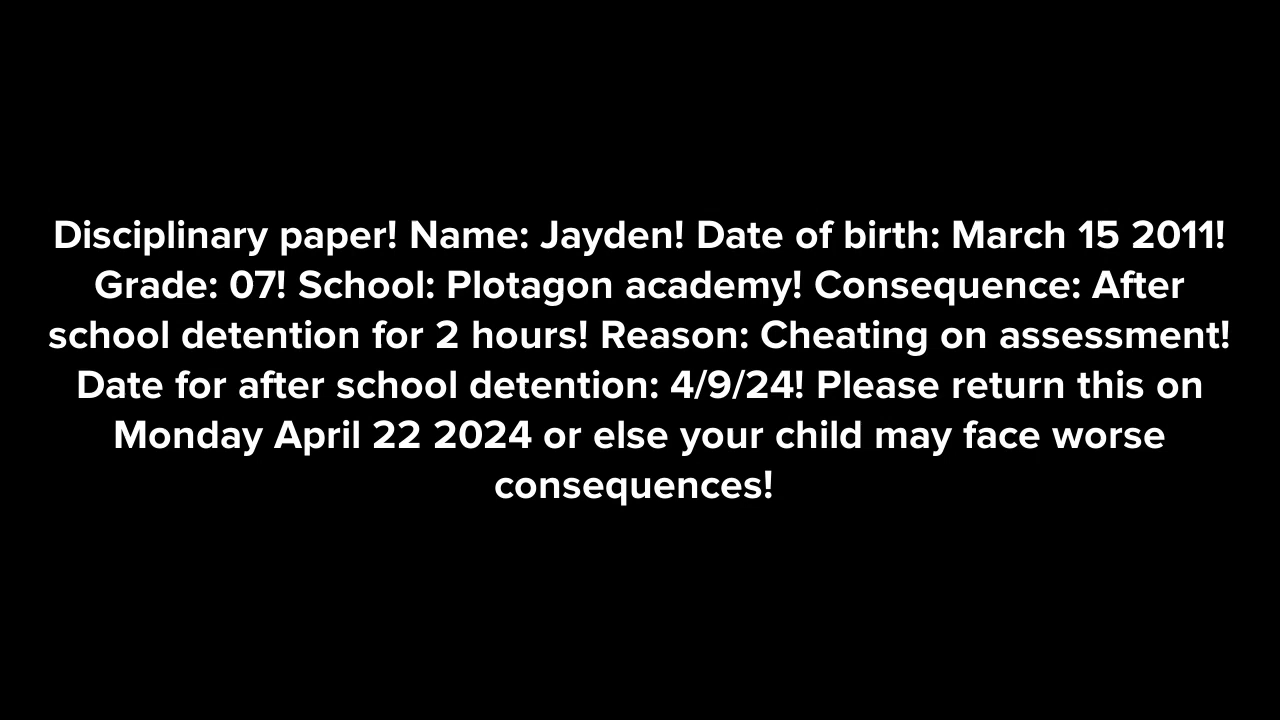 Disciplinary paper! Name: Jayden! Date of birth: March 15 2011!
Grade: 07! School: Plotagon academy! Consequence: After
school detention for 2 hours! Reason: Cheating on assessment!
Date for after school detention: 4/9/24! Please return this on
Monday April 22 2024 or else your child may face worse
consequences!